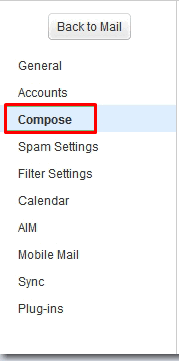 Back to Mail
General
Accounts
Compose
Spam Settings
Filter Settings
Calendar
AIM
Mobile Mail
Sync
Plug-ins